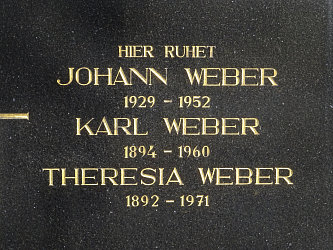 HIER RUHET
JOHANN WEBER
1929 – 1952
KARL WEBER
1894 – 1960
THERESIA WEBER
1892 – 1971